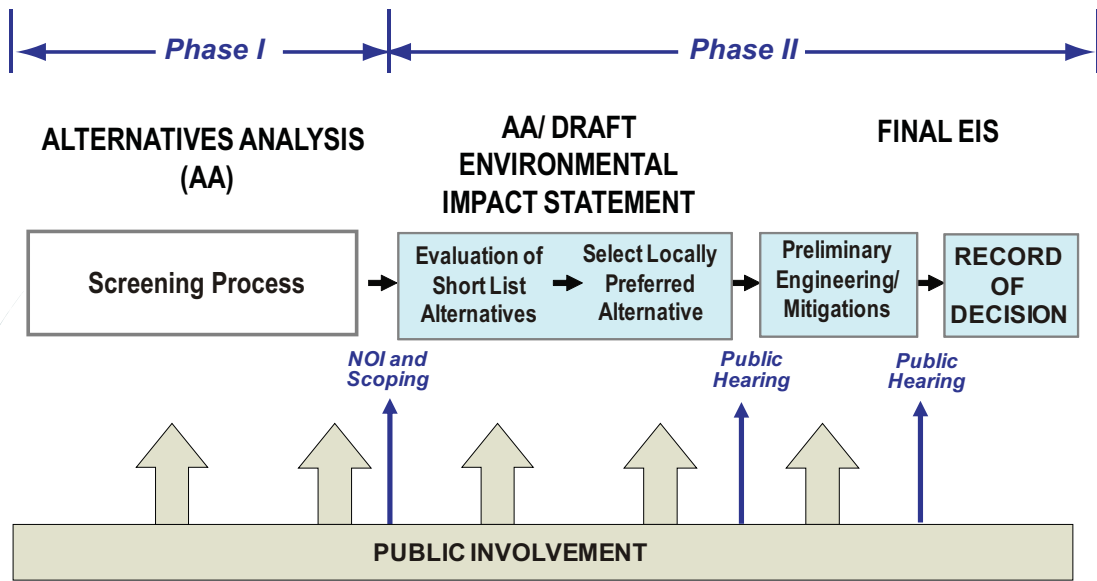 Phase I
Phase II
ALTERNATIVES ANALYSIS
(AA)
AA/ DRAFT
ENVIRONMENTAL
IMPACT STATEMENT
FINAL EIS
Screening Process
Evaluation of
Short List
Alternatives
Select Locally
Preferred
Alternative
Preliminary
Engineering/
Mitigations
RECORD
OF
DECISION
NOI and
Scoping
Public
Hearing
Public
Hearing
PUBLIC INVOLVEMENT